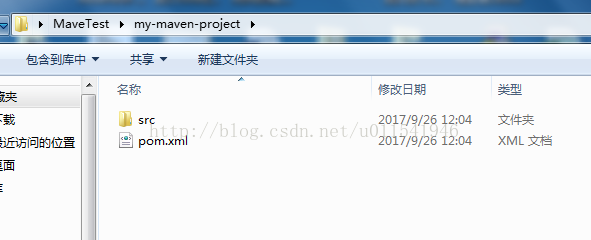 MaveTest my-maven-project
包含到库中 共享 新建文件夹
名称 修改日期 类型
藏夹
下载
src 2017/9/26 12:04 文件夹
http://blog.csdn.net/u011541946
最近访问的位置
pom.xml 2017/9/26 12:04 XML 文档
桌面
库